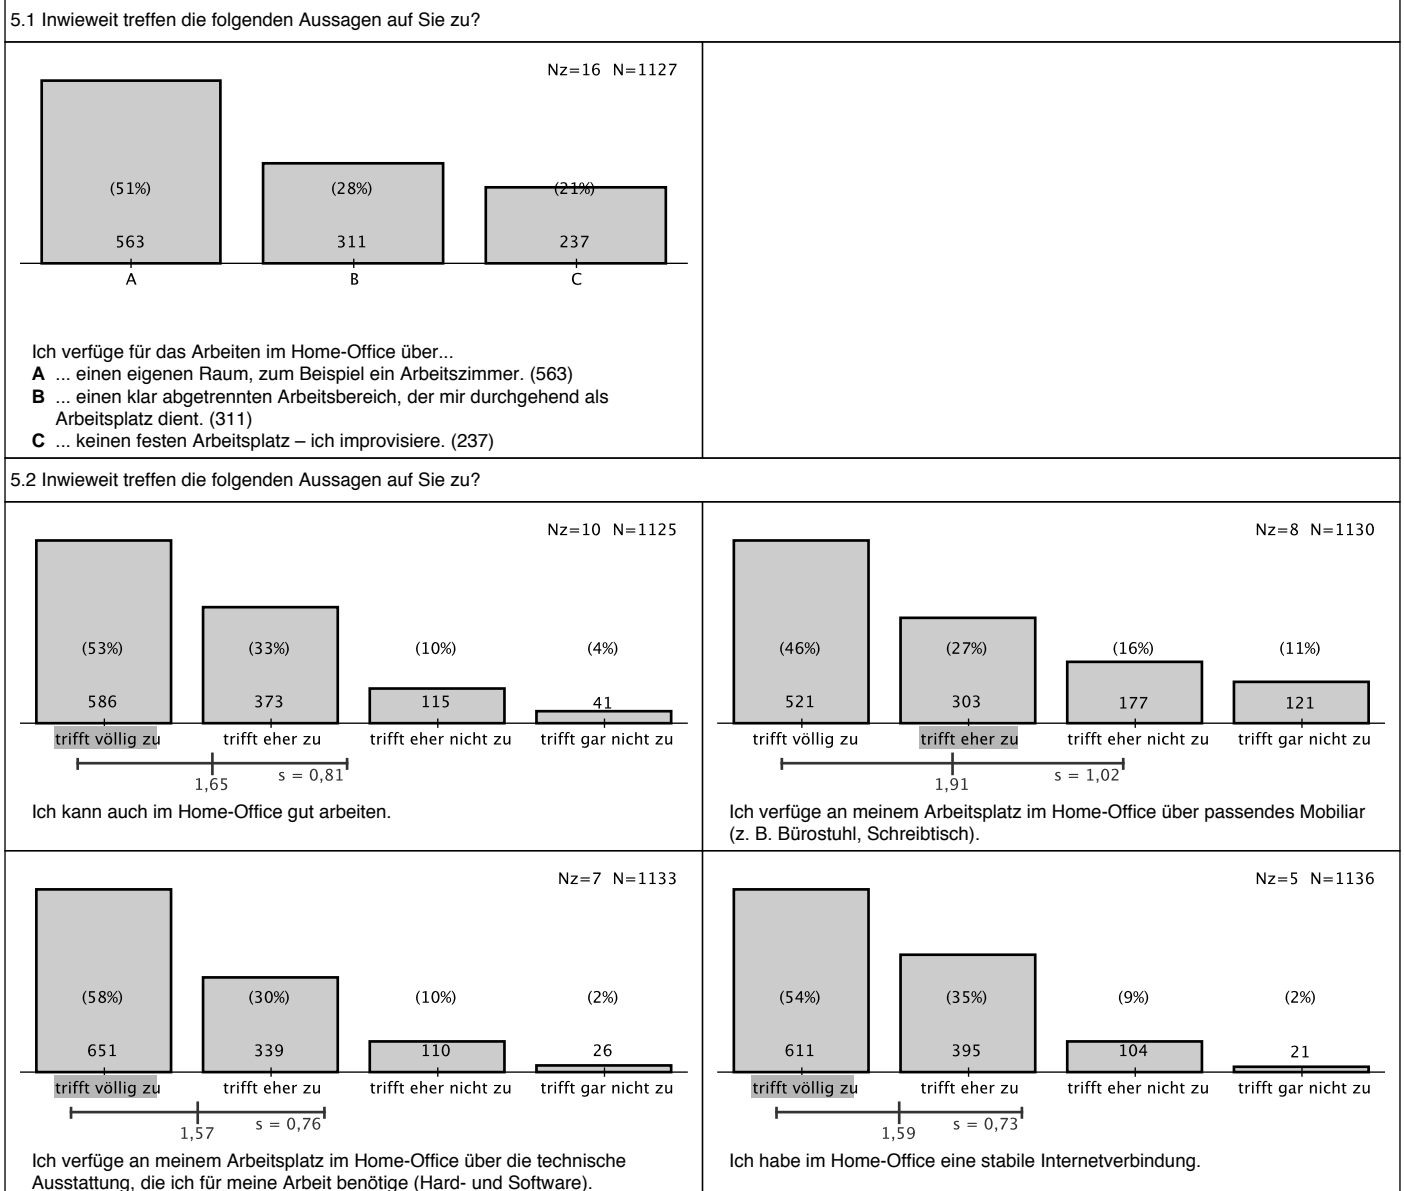 5.1 Inwieweit treffen die folgenden Aussagen auf Sie zu?
Nz=16 N=1127
(51%) (28%) (21%)
563 311 237
A B C
Ich verfüge für das Arbeiten im Home-Office über...
A ... einen eigenen Raum, zum Beispiel ein Arbeitszimmer. (563)
B ... einen klar abgetrennten Arbeitsbereich, der mir durchgehend als
Arbeitsplatz dient. (311)
C ... keinen festen Arbeitsplatz – ich improvisiere. (237)
5.2 Inwieweit treffen die folgenden Aussagen auf Sie zu?
Nz=10 N=1125
(53%) (33%) (10%) (4%)
586 373 115 41
trifft völlig zu trifft eher zu trifft eher nicht zu trifft gar nicht zu
s = 0,81
1,65
Ich kann auch im Home-Office gut arbeiten.
Nz=8 N=1130
(46%) (27%) (16%) (11%)
521 303 177 121
trifft völlig zu trifft eher zu trifft eher nicht zu trifft gar nicht zu
s = 1,02
1,91
Ich verfüge an meinem Arbeitsplatz im Home-Office über passendes Mobiliar
(z. B. Bürostuhl, Schreibtisch).
Nz=7 N=1133
(58%) (30%) (10%) (2%)
651 339 110 26
trifft völlig zu trifft eher zu trifft eher nicht zu trifft gar nicht zu
s = 0,76
1,57
Ich verfüge an meinem Arbeitsplatz im Home-Office über die technische
Ausstattung, die ich für meine Arbeit benötige (Hard- und Software).
Nz=5 N=1136
(54%) (35%) (9%) (2%)
611 395 104 21
trifft völlig zu trifft eher zu trifft eher nicht zu trifft gar nicht zu
s = 0,73
1,59
Ich habe im Home-Office eine stabile Internetverbindung.